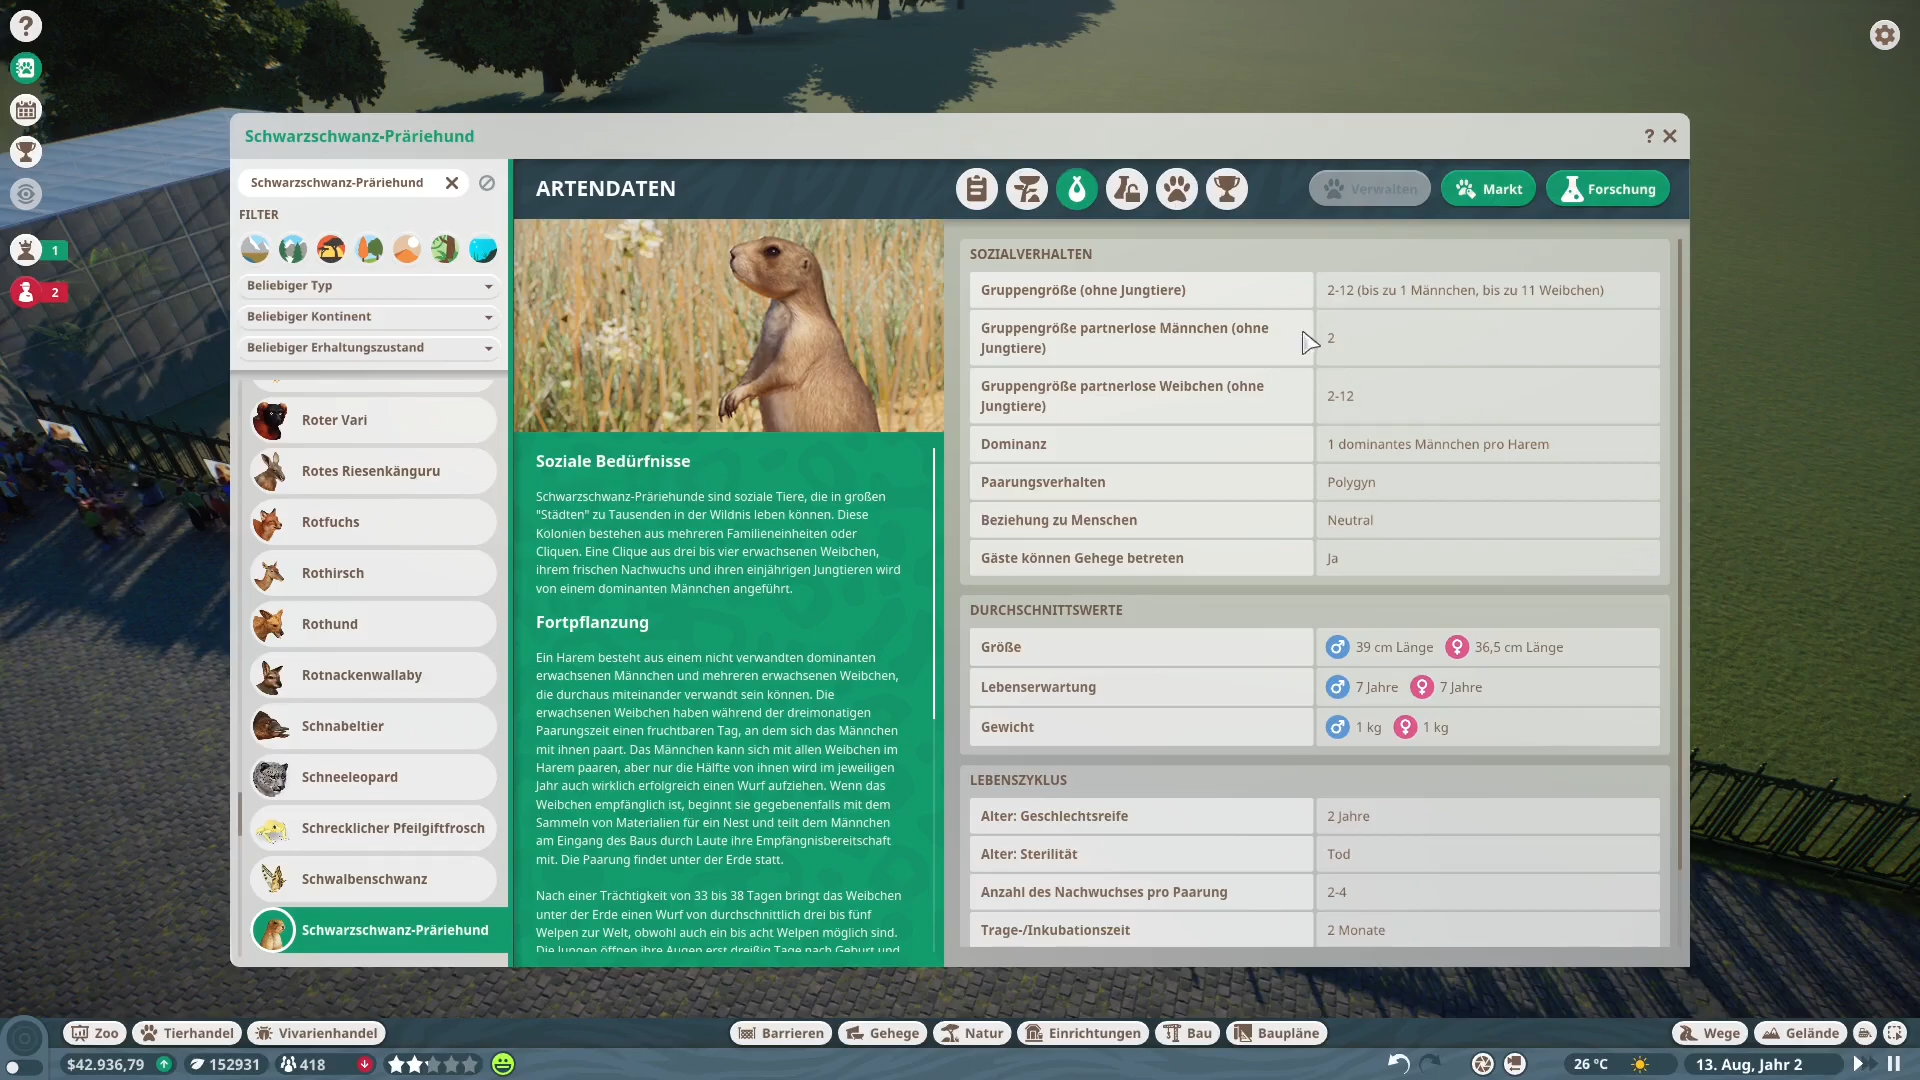 ?
Schwarzschwanz-Präriehund
?
Schwarzschwanz-Präriehund
FILTER
Beliebiger Typ
Beliebiger Kontinent
Beliebiger Erhaltungszustand
1
2
Roter Vari
Rotes Riesenkänguru
Rotfuchs
Rothirsch
Rothund
Rotnackenwallaby
Schnabeltier
Schneeleopard
Schrecklicher Pfeilgiftfrosch
Schwalbenschwanz
Schwarzschwanz-Präriehund
ARTENDATEN
Verwalten
Markt
Forschung
Soziale Bedürfnisse
Schwarzschwanz-Präriehunde sind soziale Tiere, die in großen
"Städten" zu Tausenden in der Wildnis leben können. Diese
Kolonien bestehen aus mehreren Familieneinheiten oder
Cliquen. Eine Clique aus drei bis vier erwachsenen Weibchen,
ihrem frischen Nachwuchs und ihren einjährigen Jungtieren wird
von einem dominanten Männchen angeführt.
Fortpflanzung
Ein Harem besteht aus einem nicht verwandten dominanten
erwachsenen Männchen und mehreren erwachsenen Weibchen,
die durchaus miteinander verwandt sein können. Die
erwachsenen Weibchen haben während der dreimonatigen
Paarungszeit einen fruchtbaren Tag, an dem sich das Männchen
mit ihnen paart. Das Männchen kann sich mit allen Weibchen im
Harem paaren, aber nur die Hälfte von ihnen wird im jeweiligen
Jahr auch wirklich erfolgreich einen Wurf aufziehen. Wenn das
Weibchen empfänglich ist, beginnt sie gegebenenfalls mit dem
Sammeln von Materialien für ein Nest und teilt dem Männchen
am Eingang des Baus durch Laute ihre Empfängnisbereitschaft
mit. Die Paarung findet unter der Erde statt.
Nach einer Trächtigkeit von 33 bis 38 Tagen bringt das Weibchen
unter der Erde einen Wurf von durchschnittlich drei bis fünf
Welpen zur Welt, obwohl auch ein bis acht Welpen möglich sind.
Die Jungen öffnen ihre Augen erst dreißig Tage nach Geburt und
SOZIALVERHALTEN
Gruppengröße (ohne Jungtiere) 2-12 (bis zu 1 Männchen, bis zu 11 Weibchen)
Gruppengröße partnerlose Männchen (ohne
Jungtiere) 2
Gruppengröße partnerlose Weibchen (ohne
Jungtiere) 2-12
Dominanz 1 dominantes Männchen pro Harem
Paarungsverhalten Polygyn
Beziehung zu Menschen Neutral
Gäste können Gehege betreten Ja
DURCHSCHNITTSWERTE
Größe 39 cm Länge 36,5 cm Länge
Lebenserwartung 7 Jahre 7 Jahre
Gewicht 1 kg 1 kg
LEBENSZYKLUS
Alter: Geschlechtsreife 2 Jahre
Alter: Sterilität Tod
Anzahl des Nachwuchses pro Paarung 2-4
Trage-/Inkubationszeit 2 Monate
Zoo Tierhandel Vivarienhandel Barrieren Gehege Natur Einrichtungen Bau Baupläne Wege Gelände
$42.936,79 152931 418 26 °C 13. Aug, Jahr 2